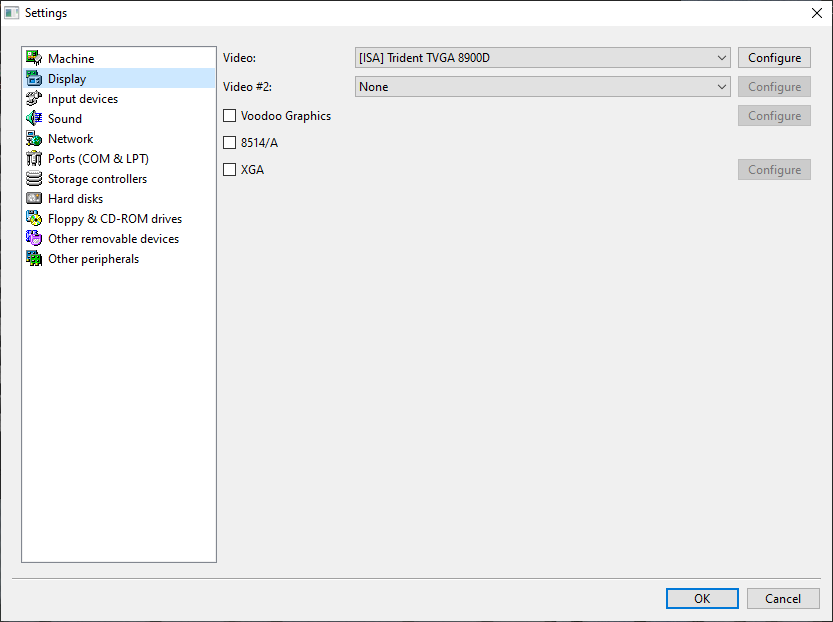 Settings
Machine
Display
Input devices
Sound
Network
Ports (COM & LPT)
Storage controllers
Hard disks
Floppy & CD-ROM drives
Other removable devices
Other peripherals
Video: [ISA] Trident TVGA 8900D Configure
Video #2: None Configure
Voodoo Graphics Configure
8514/A
XGA Configure
OK Cancel